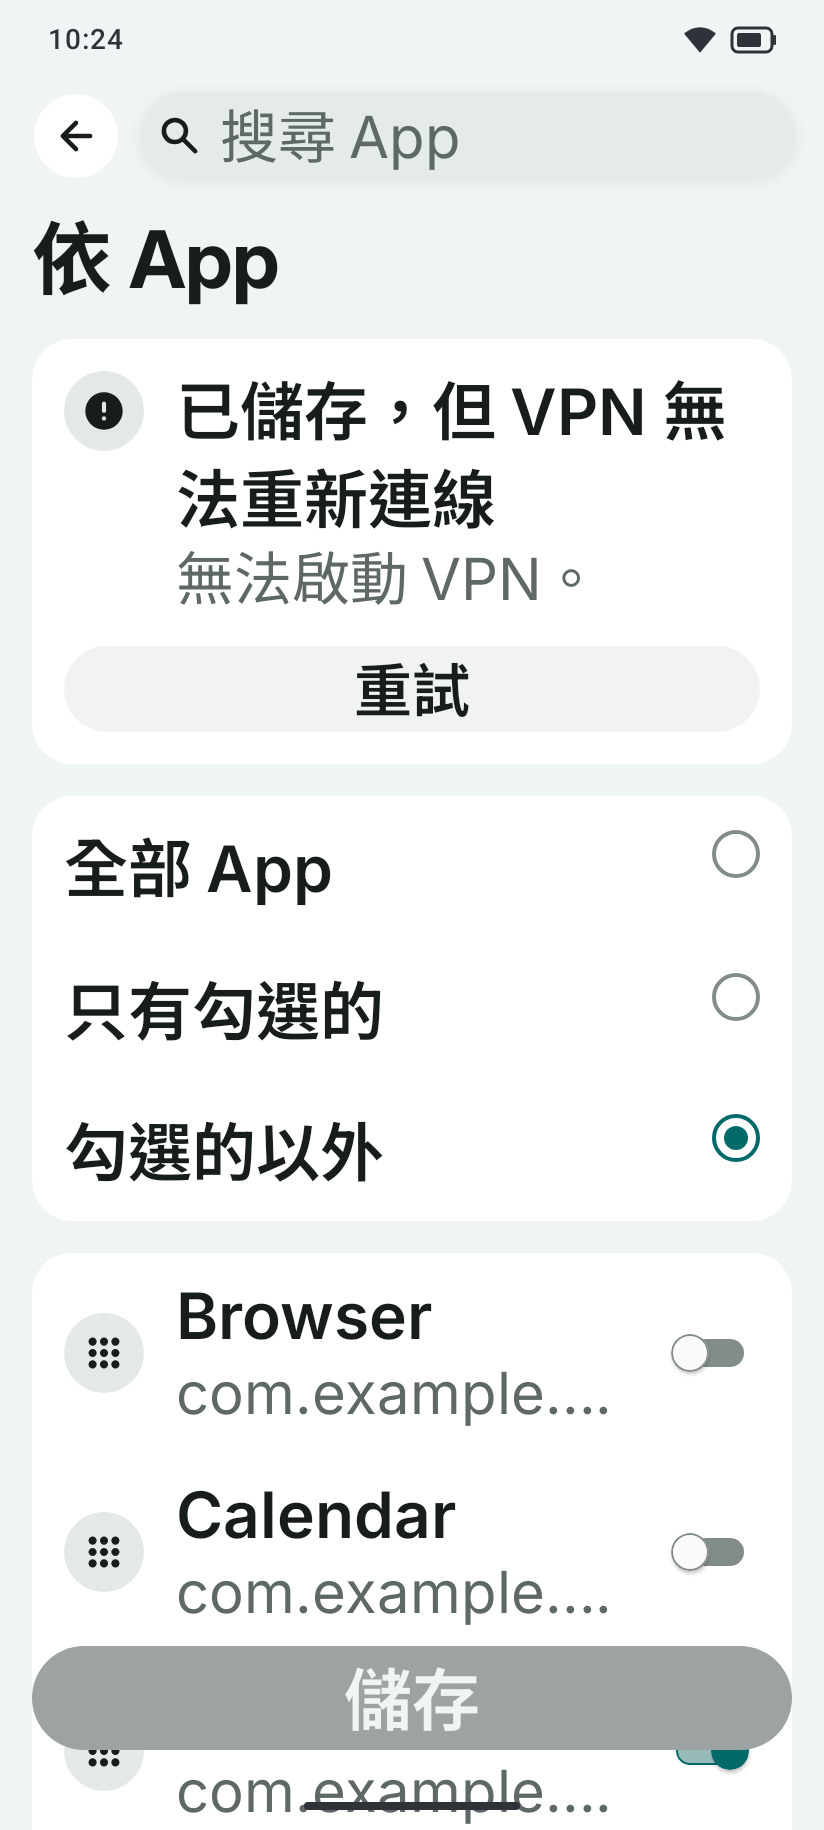 10:24
搜尋 App
依 App
已儲存，但 VPN 無
法重新連線
無法啟動 VPN。
重試
全部 App
只有勾選的
勾選的以外
Browser
com.example....
Calendar
com.example....
儲存
com.example....